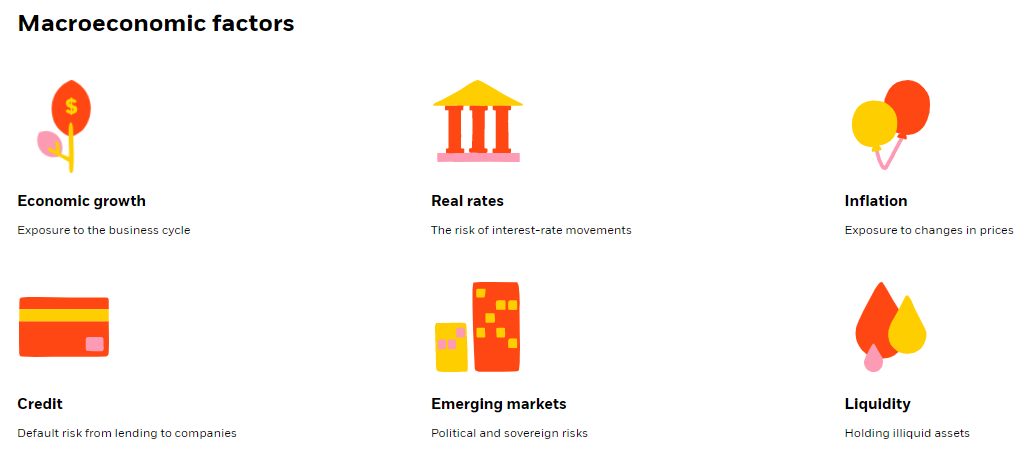 Macroeconomic factors
$
Economic growth
Exposure to the business cycle
Real rates
The risk of interest-rate movements
Inflation
Exposure to changes in prices
Credit
Default risk from lending to companies
Emerging markets
Political and sovereign risks
Liquidity
Holding illiquid assets